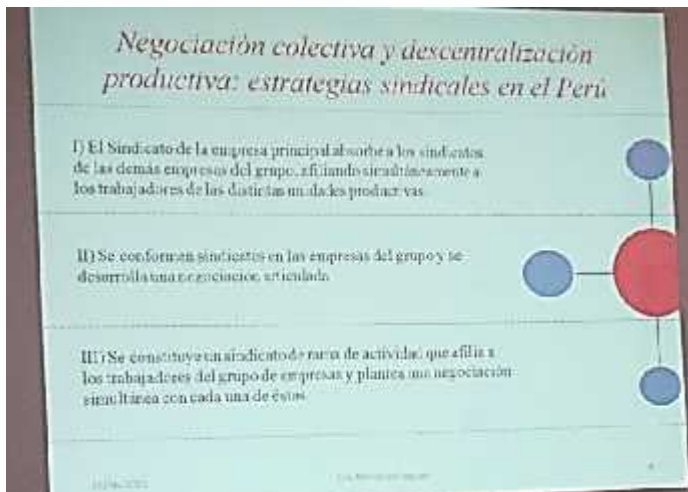 Negociación colectiva y descentralización
productiva: estrategias sindicales en el Perú
I) El Sindicato de la empresa principal absorbe a los sindicatos
de las demás empresas del grupo, afiliando simultáneamente a
los trabajadores de las distintas unidades productivas.
II) Se conforman sindicatos en las empresas del grupo y se
desarrolla una negociación articulada
III) Se constituye un sindicato de rama de actividad que afilia a
los trabajadores del grupo de empresas y plantea una negociación
simultánea con cada una de éstas